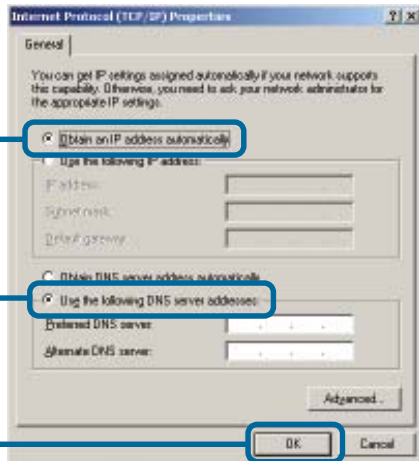 Internet Protocol (TCP/IP) Properties
General
You can get IP settings assigned automatically if your network supports
this capability. Otherwise, you need to ask your network administrator for
the appropriate IP settings.
Obtain an IP address automatically
Use the following IP address:
IP address:
Subnet mask:
Default gateway:
Obtain DNS server address automatically
Use the following DNS server addresses:
Preferred DNS server:
Alternate DNS server:
Advanced...
OK
Cancel